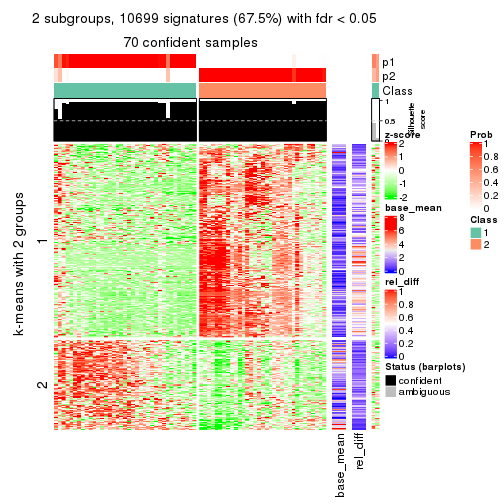 2 subgroups, 10699 signatures (67.5%) with fdr < 0.05
70 confident samples
p1
p2
Class
1
0.5
0
Silhouette
score
k-means with 2 groups
1
2
base_mean
rel_diff
z-score
2
1
0
-1
-2
base_mean
8
6
4
2
0
rel_diff
1
0.8
0.6
0.4
0.2
0
Status (barplots)
confident
ambiguous
Prob
1
0.8
0.6
0.4
0.2
0
Class
1
2